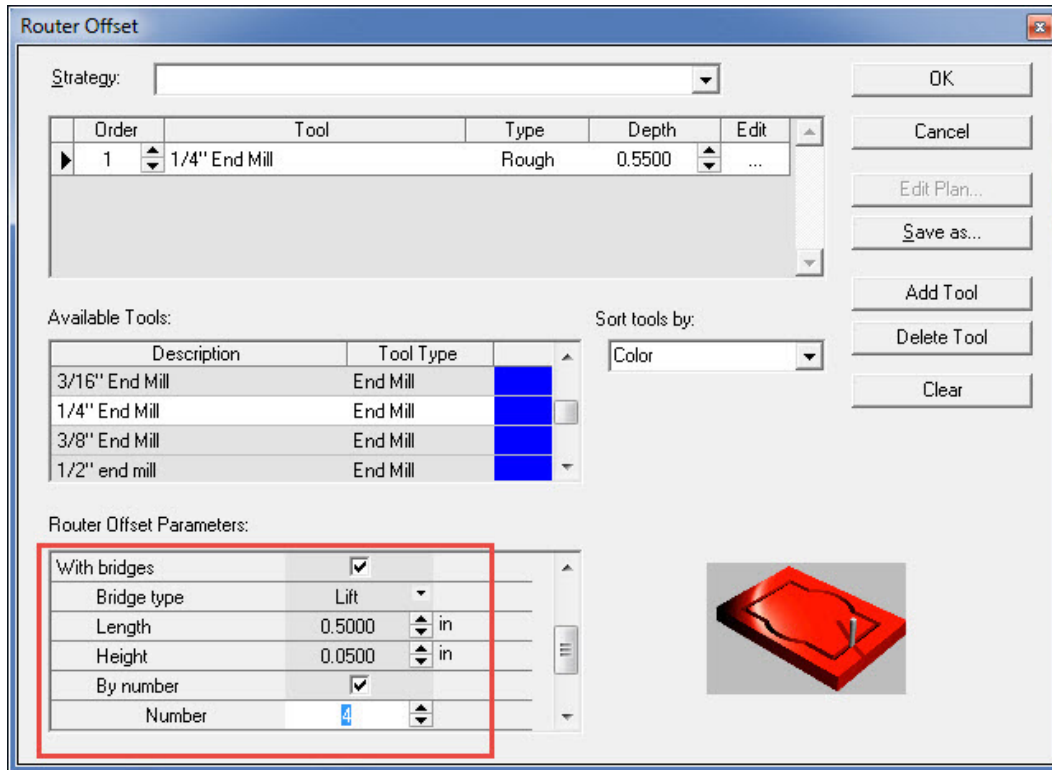 Router Offset
Strategy:
OK
Order Tool Type Depth Edit
Cancel
1 1/4" End Mill Rough 0.5500 ...
Edit Plan...
Save as...
Add Tool
Available Tools:
Sort tools by:
Delete Tool
Description Tool Type
Color
3/16" End Mill End Mill
Clear
1/4" End Mill End Mill
3/8" End Mill End Mill
1/2" end mill End Mill
Router Offset Parameters:
With bridges
Bridge type Lift
Length 0.5000 in
Height 0.0500 in
By number
Number 4